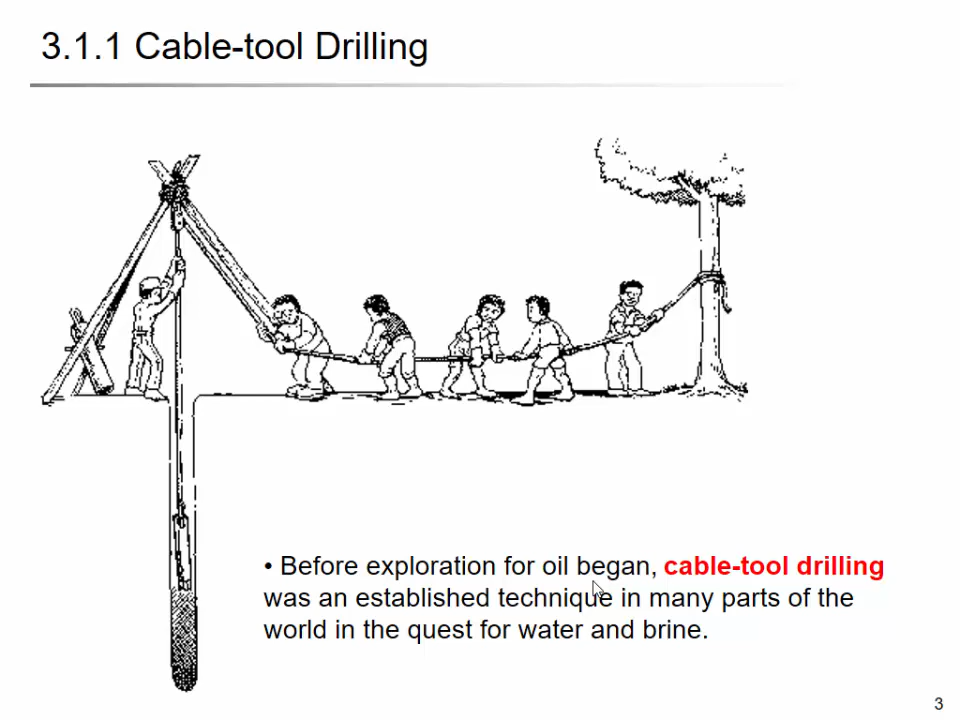 3.1.1 Cable-tool Drilling
• Before exploration for oil began, cable-tool drilling
was an established technique in many parts of the
world in the quest for water and brine.
3